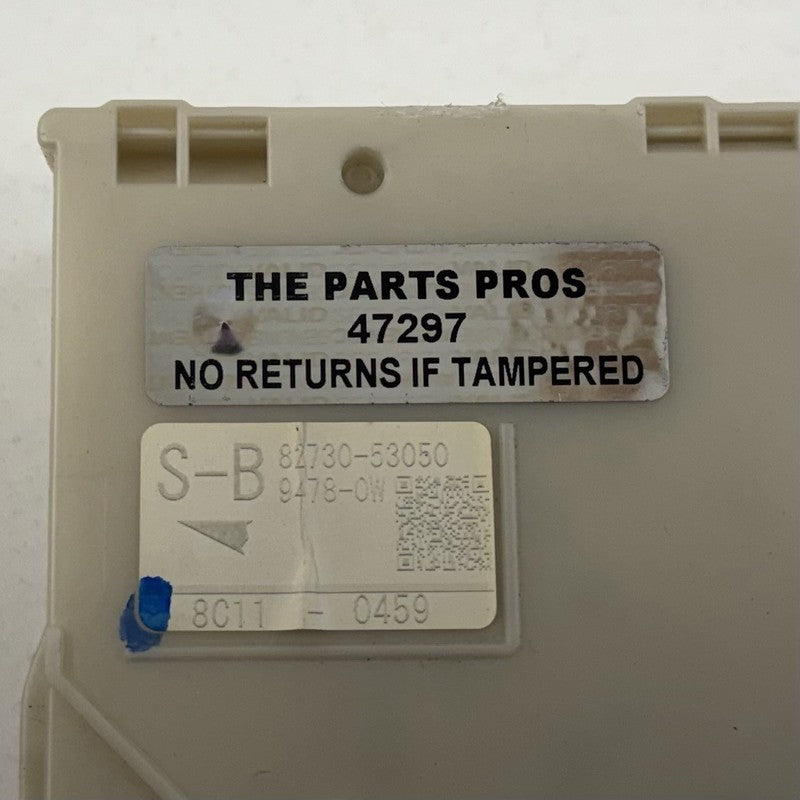 THE PARTS PROS
47297
NO RETURNS IF TAMPERED
S-B 82730-53050
9478-0W
8C11 - 0459